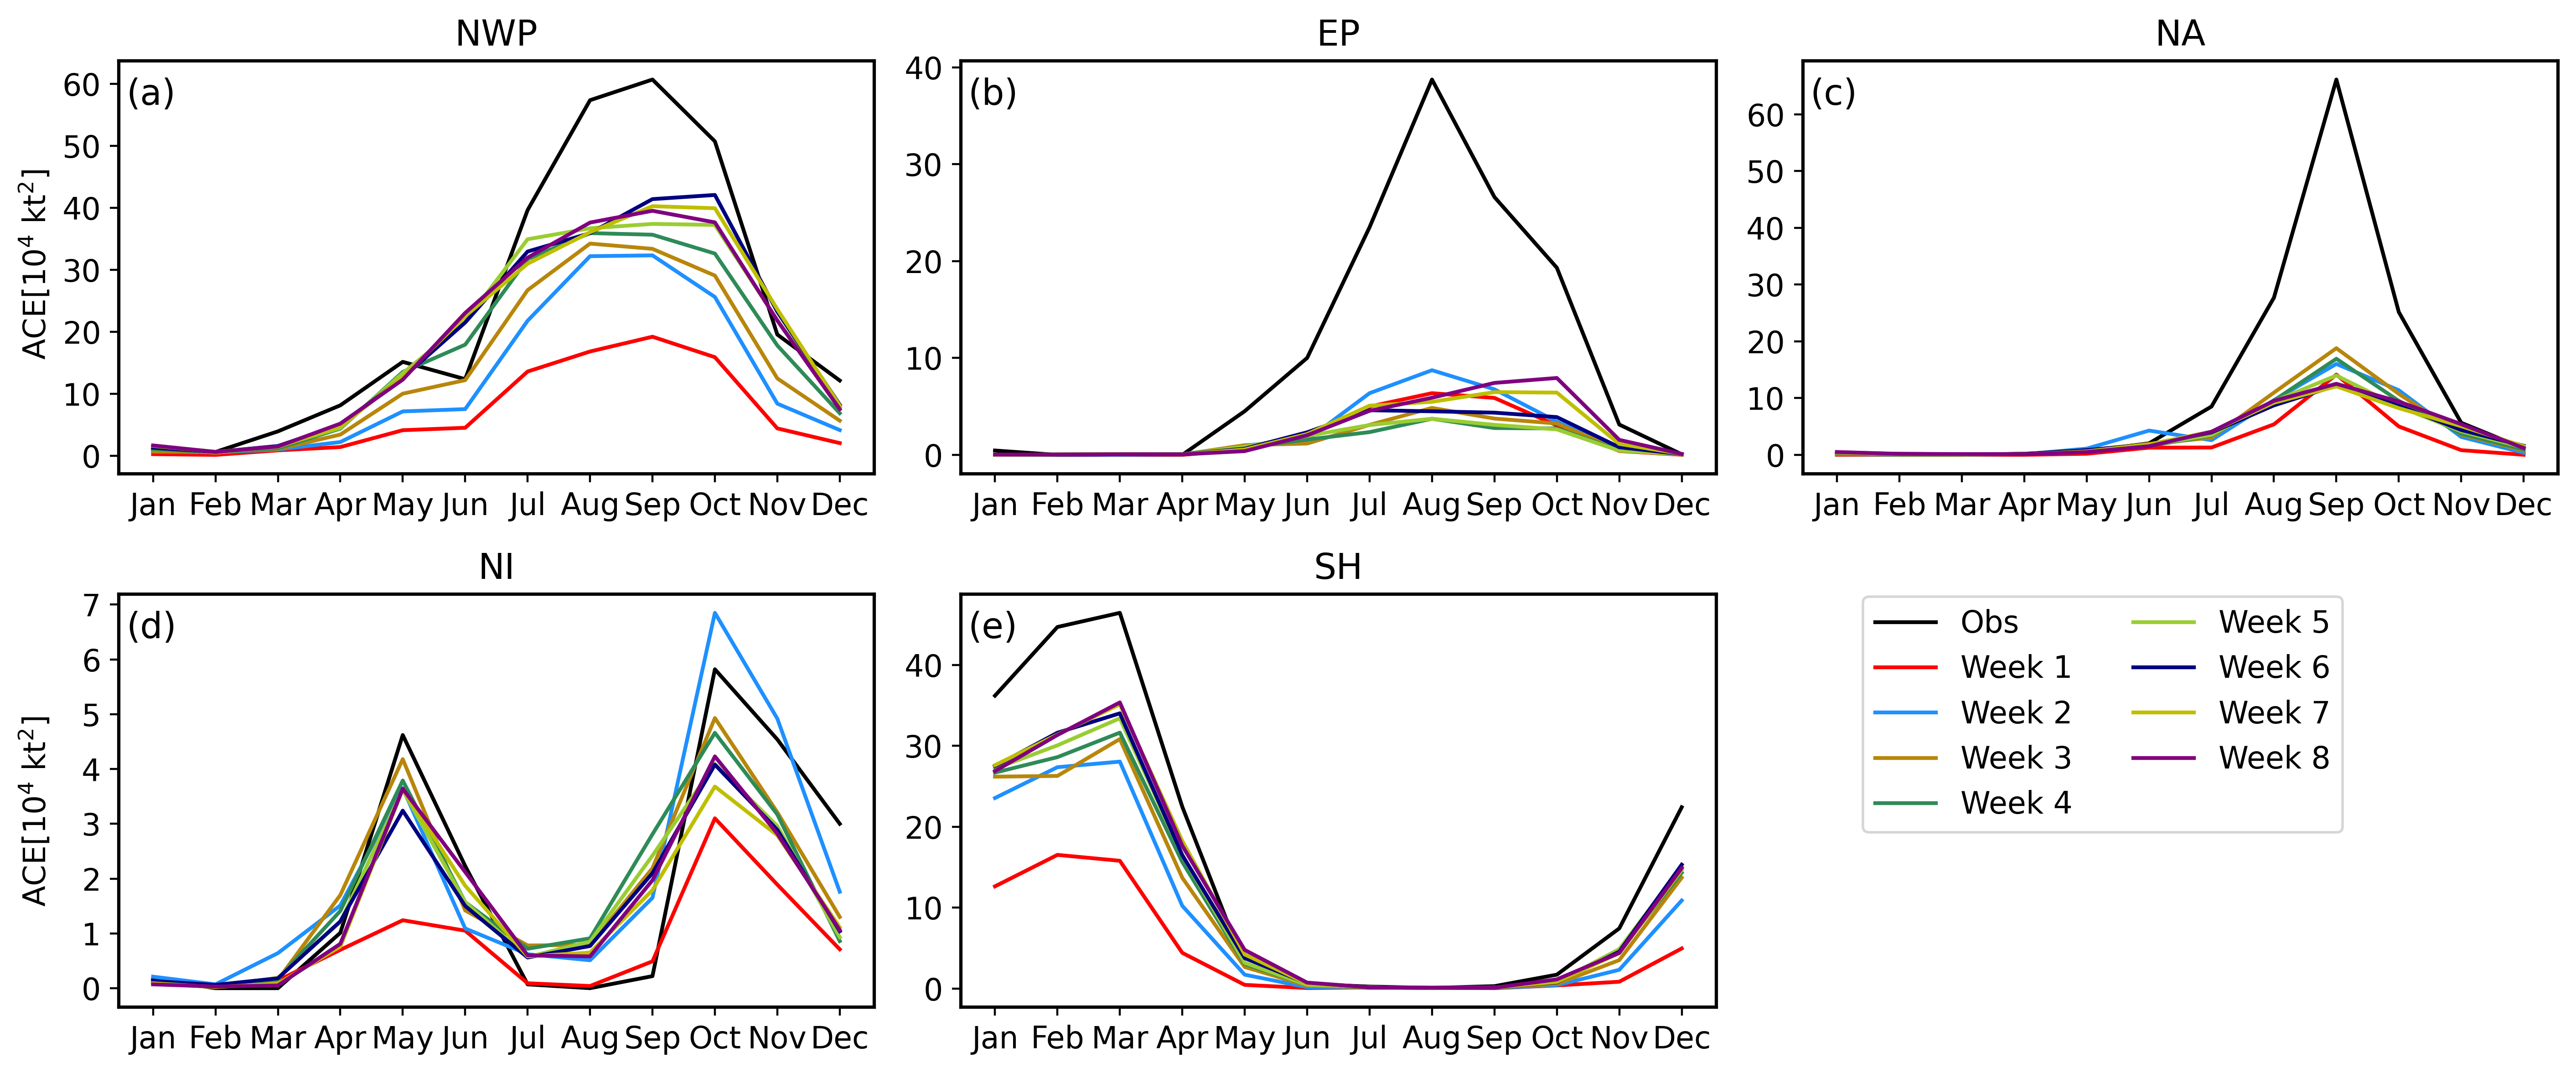 NWP
(a)
ACE[10⁴ kt²]
60
50
40
30
20
10
0
Jan Feb Mar Apr May Jun Jul Aug Sep Oct Nov Dec
EP
(b)
40
30
20
10
0
Jan Feb Mar Apr May Jun Jul Aug Sep Oct Nov Dec
NA
(c)
60
50
40
30
20
10
0
Jan Feb Mar Apr May Jun Jul Aug Sep Oct Nov Dec
NI
(d)
ACE[10⁴ kt²]
7
6
5
4
3
2
1
0
Jan Feb Mar Apr May Jun Jul Aug Sep Oct Nov Dec
SH
(e)
40
30
20
10
0
Jan Feb Mar Apr May Jun Jul Aug Sep Oct Nov Dec
Obs
Week 1
Week 2
Week 3
Week 4
Week 5
Week 6
Week 7
Week 8